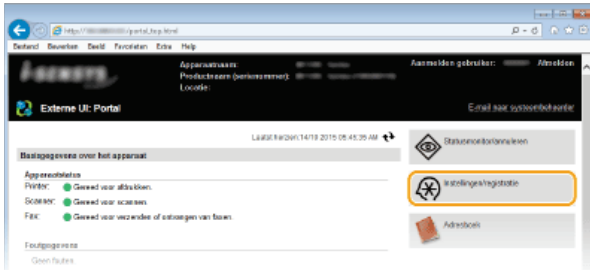 http://          /portal_top.html
Bestand Bewerken Beeld Favorieten Extra Help
Apparaatnaam:
Productnaam (serienummer):
Locatie:
Aanmelden gebruiker: Afmelden
Externe UI: Portal
E-mail naar systeembeheerder
Laatst herzien:14/10 2015 05:45:35 AM
Basisgegevens over het apparaat
Apparaatstatus
Printer: Gereed voor afdrukken.
Scanner: Gereed voor scannen.
Fax: Gereed voor verzenden of ontvangen van faxen.
Foutgegevens
Geen fouten
Statusmonitor/annuleren
Instellingen/registratie
Adresboek